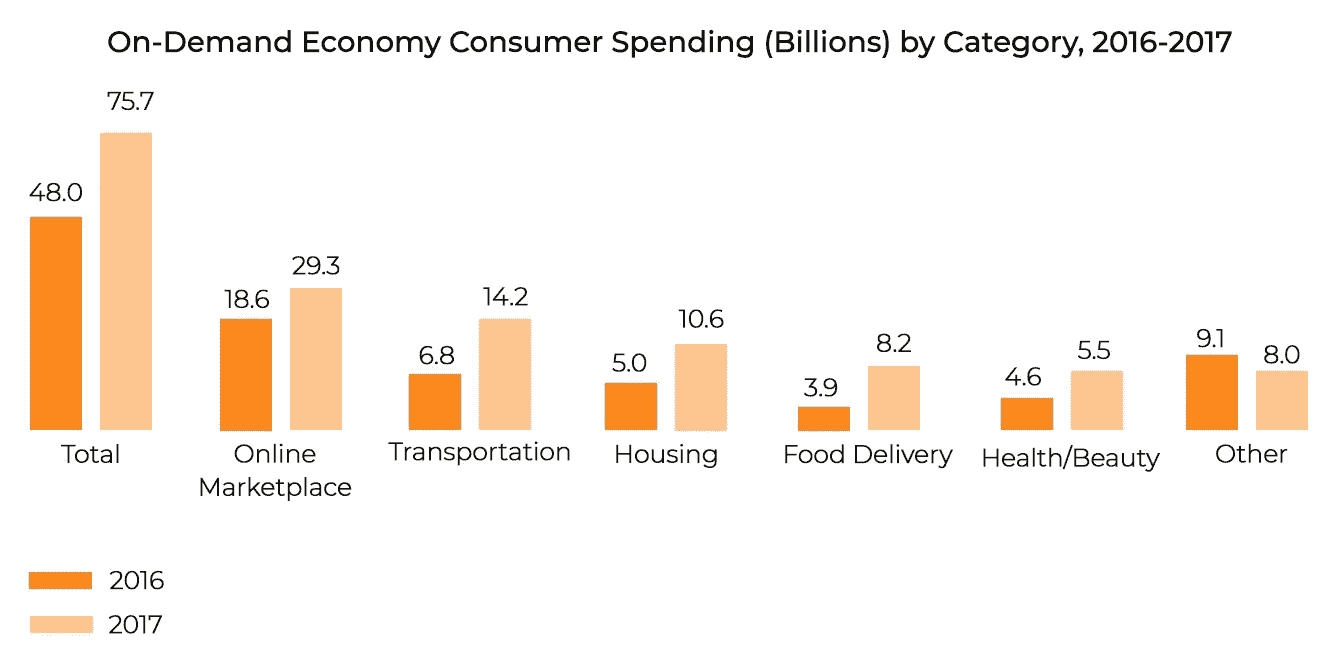 On-Demand Economy Consumer Spending (Billions) by Category, 2016-2017
75.7
48.0
29.3
18.6
14.2
6.8
10.6
5.0
8.2
3.9
5.5
4.6
9.1
8.0
Total
Online
Marketplace
Transportation
Housing
Food Delivery
Health/Beauty
Other
2016
2017